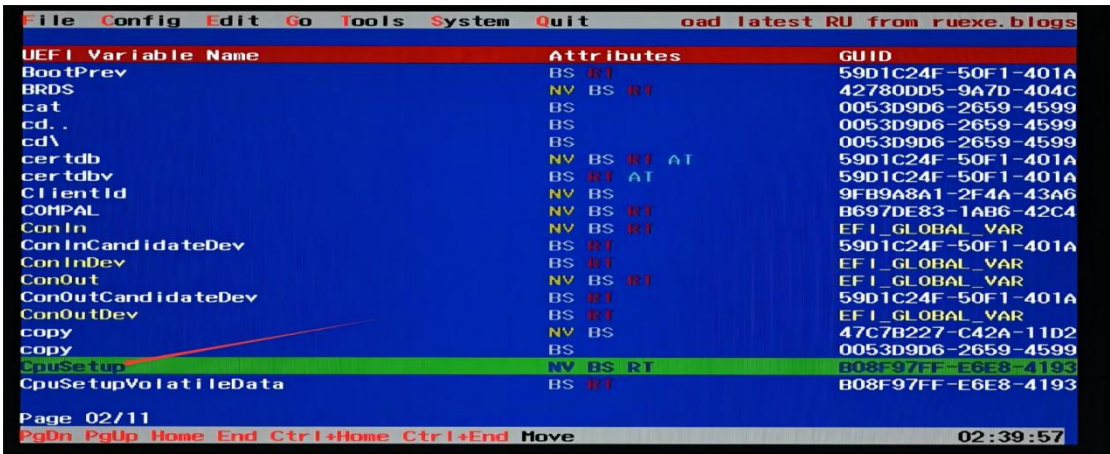 File Config Edit Go Tools System Quit oad latest RU from ruexe.blogs
UEFI Variable Name Attributes GUID
BootPrev BS RT 59D1C24F-50F1-401A
BRDS NV BS RT 42780DD5-9A7D-404C
cat BS 0053D9D6-2659-4599
cd.. BS 0053D9D6-2659-4599
cd\ BS 0053D9D6-2659-4599
certdb NV BS RT AT 59D1C24F-50F1-401A
certdbv BS RT AT 59D1C24F-50F1-401A
ClientId NV BS 9FB9A8A1-2F4A-43A6
COMPAL NV BS RT B697DE83-1AB6-42C4
ConIn NV BS RT EFI_GLOBAL_VAR
ConInCandidateDev BS RT 59D1C24F-50F1-401A
ConInDev BS RT EFI_GLOBAL_VAR
ConOut NV BS RT EFI_GLOBAL_VAR
ConOutCandidateDev BS RT 59D1C24F-50F1-401A
ConOutDev BS RT EFI_GLOBAL_VAR
copy NV BS 47C7B227-C42A-11D2
copy BS 0053D9D6-2659-4599
CpuSetup NV BS RT B08F97FF-E6E8-4193
CpuSetupVolatileData BS RT B08F97FF-E6E8-4193
Page 02/11
PgDn PgUp Home End Ctrl+Home Ctrl+End Move 02:39:57